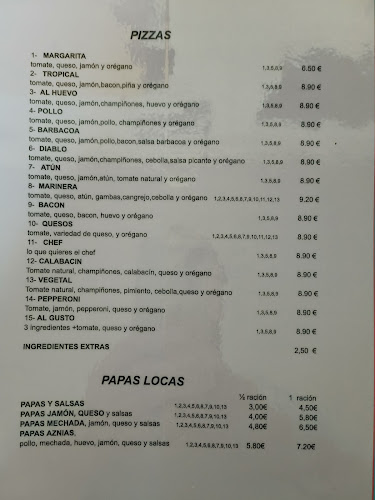 PIZZAS
1- MARGARITA
tomate, queso, jamón y orégano 1,3,5,8,9 6.50 €
2- TROPICAL
tomate, queso, jamón,bacon,piña y orégano 1,3,5,8,9 8.90 €
3- AL HUEVO
tomate, queso, jamón,champiñones, huevo y orégano 1,3,5,8,9 8.90 €
4- POLLO
tomate, queso, jamón,pollo, champiñones y orégano 1,3,5,8,9 8.90 €
5- BARBACOA
tomate, queso, jamón,pollo,bacon,salsa barbacoa y orégano 1,3,5,8,9 8.90 €
6- DIABLO
tomate, queso, jamón,champiñones, cebolla,salsa picante y orégano 1,3,5,8,9 8.90 €
7- ATÚN
tomate, queso, jamón,atún, tomate natural y orégano 1,3,5,8,9 8.90 €
8- MARINERA
tomate, queso, atún, gambas,cangrejo,cebolla y orégano 1,2,3,4,5,6,8,7,9,10,11,12,13 9.20 €
9- BACON
tomate, queso, bacon, huevo y orégano 1,3,5,8,9 8.90 €
10- QUESOS
tomate, variedad de queso, y orégano 1,2,3,4,5,6,8,7,9,10,11,12,13 8.90 €
11- CHEF
lo que quieres el chef 1,3,5,8,9 8.90 €
12- CALABACIN
Tomate natural, champiñones, calabacín, queso y orégano 1,3,5,8,9 8.90 €
13- VEGETAL
Tomate natural, champiñones, pimiento, cebolla,queso y orégano 1,3,5,8,9 8.90 €
14- PEPPERONI
Tomate, jamón, pepperoni, queso y orégano 1,3,5,8,9 8.90 €
15- AL GUSTO
3 ingredientes +tomate, queso y orégano 1,3,5,8,9 8.90 €
INGREDIENTES EXTRAS 2,50 €
PAPAS LOCAS
½ ración 1 ración
PAPAS Y SALSAS 1,2,3,4,5,6,8,7,9,10,13 3,00€ 4,50€
PAPAS JAMÓN, QUESO y salsas 1,2,3,4,5,6,8,7,9,10,13 4,00€ 5,80€
PAPAS MECHADA, jamón, queso y salsas 1,2,3,4,5,6,8,7,9,10,13 4,80€ 6,50€
PAPAS AZNIAS,
pollo, mechada, huevo, jamón, queso y salsas 1,2,3,4,5,6,8,7,9,10,13 5.80€ 7.20€